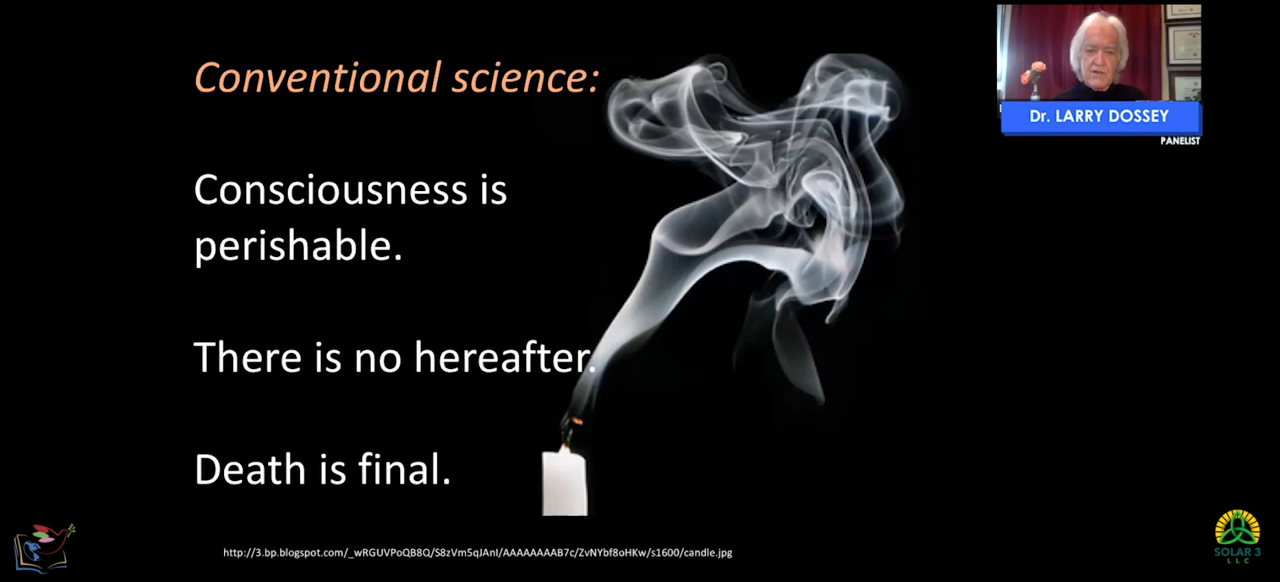 Conventional science:
Consciousness is
perishable.
There is no hereafter.
Death is final.
http://3.bp.blogspot.com/_wRGUVPoQB8Q/S8zVm5qJAnI/AAAAAAAAB7c/ZvNYbf8oHKw/s1600/candle.jpg
Dr. LARRY DOSSEY
PANELIST
SOLAR 3
LLC